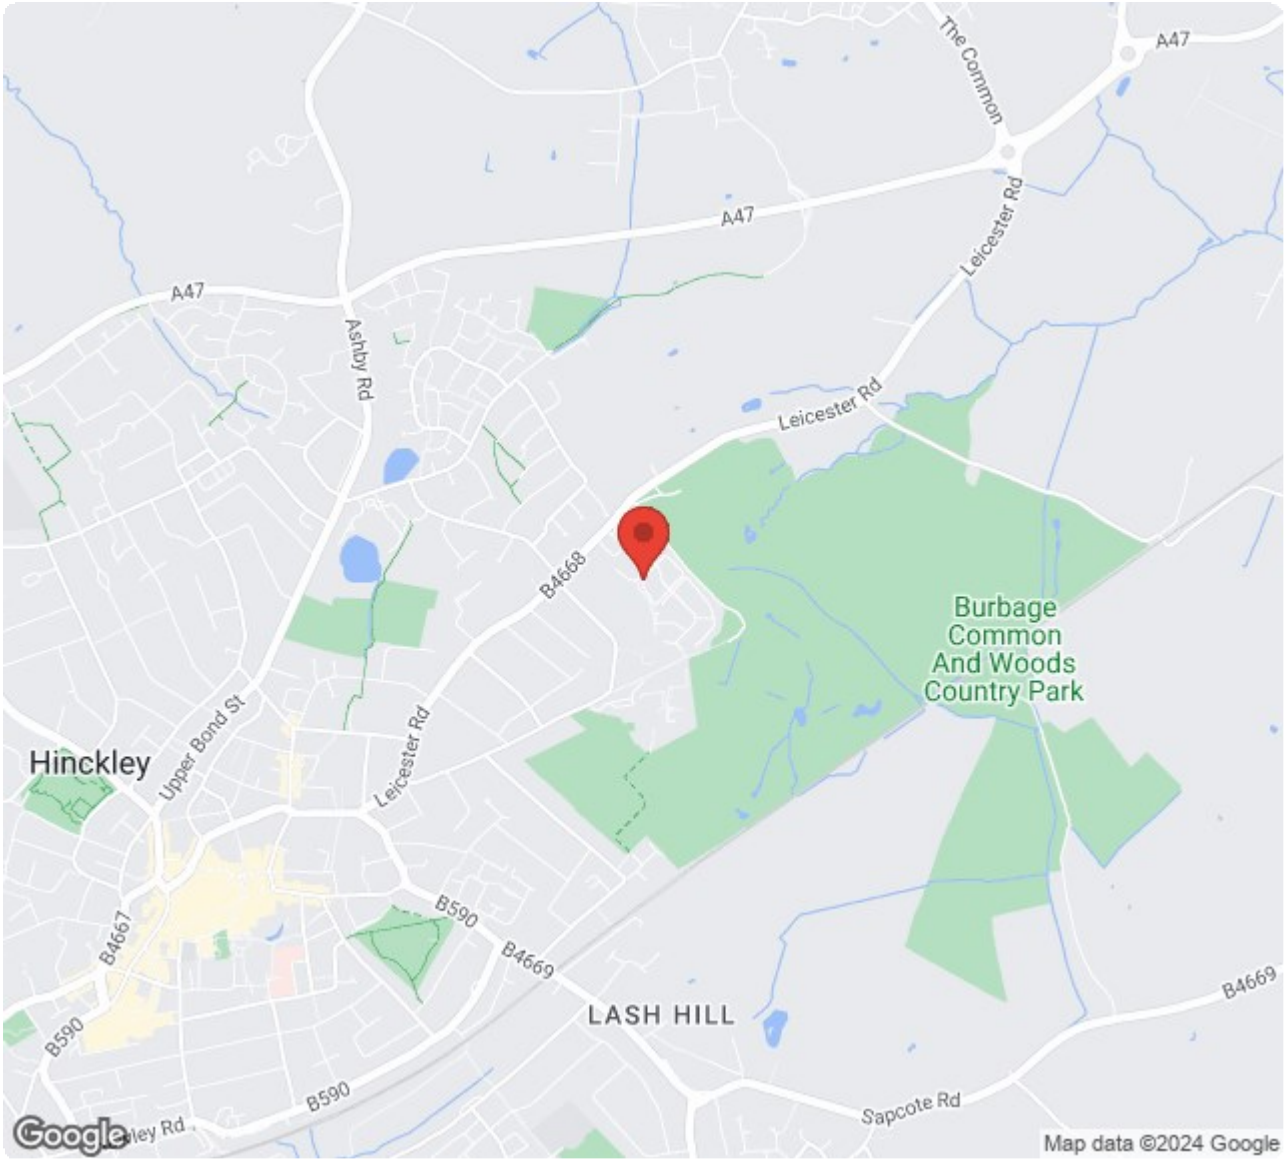 A47
The Common
Leicester Rd
A47
A47
Ashby Rd
Leicester Rd
B4668
Burbage
Common
And Woods
Country Park
Upper Bond St
Leicester Rd
Hinckley
B590
B4667
B4669
B4669
LASH HILL
B590
B590
Sapcote Rd
Google
Rd
Map data ©2024 Google